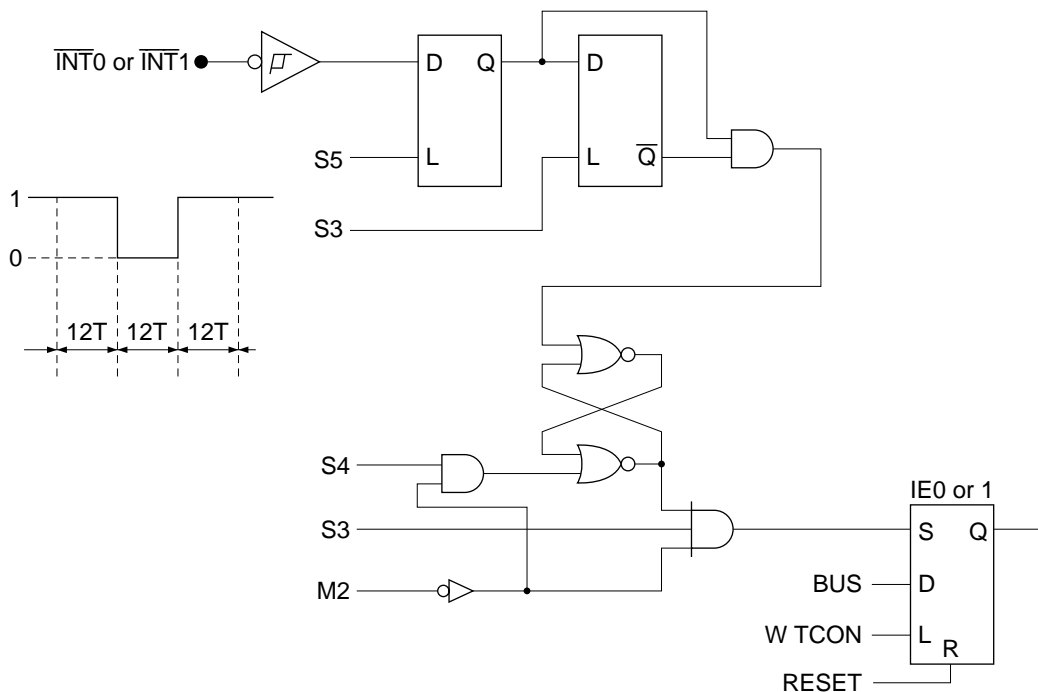 INT0 or INT1
D Q
L
S5
D
L Q
S3
1
0
12T 12T 12T
S4
S3
M2
IE0 or 1
S Q
D
L
R
BUS
W TCON
RESET